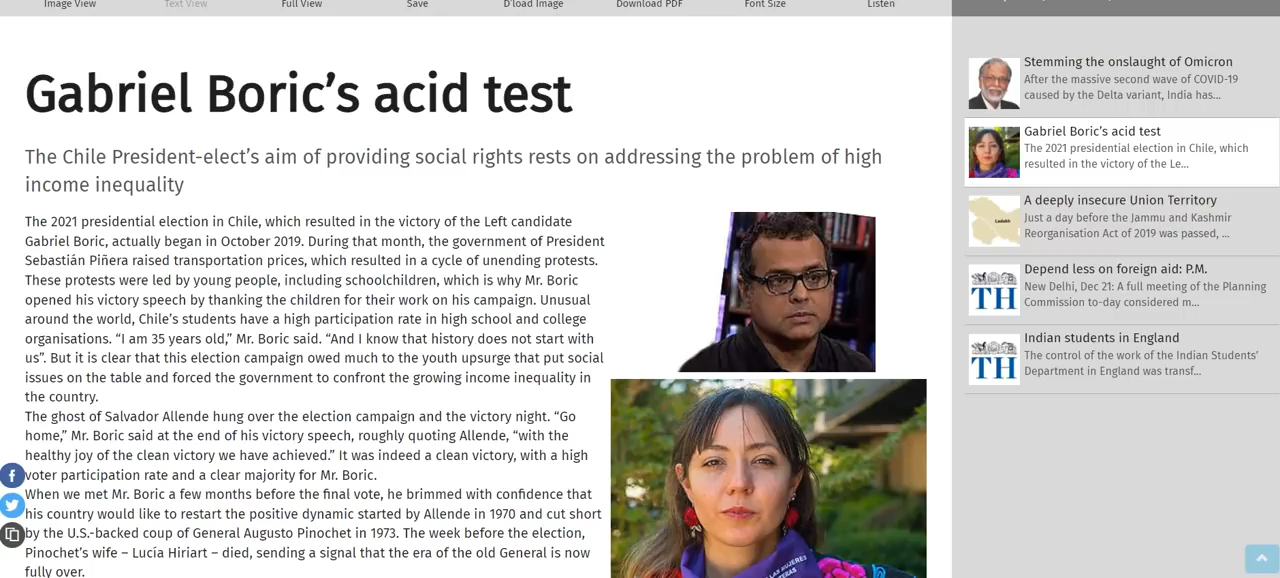 Image View
Text View
Full View
Save
D'load Image
Download PDF
Font Size
Listen
Gabriel Boric’s acid test
The Chile President-elect’s aim of providing social rights rests on addressing the problem of high
income inequality
The 2021 presidential election in Chile, which resulted in the victory of the Left candidate
Gabriel Boric, actually began in October 2019. During that month, the government of President
Sebastián Piñera raised transportation prices, which resulted in a cycle of unending protests.
These protests were led by young people, including schoolchildren, which is why Mr. Boric
opened his victory speech by thanking the children for their work on his campaign. Unusual
around the world, Chile’s students have a high participation rate in high school and college
organisations. “I am 35 years old,” Mr. Boric said. “And I know that history does not start with
us”. But it is clear that this election campaign owed much to the youth upsurge that put social
issues on the table and forced the government to confront the growing income inequality in
the country.
The ghost of Salvador Allende hung over the election campaign and the victory night. “Go
home,” Mr. Boric said at the end of his victory speech, roughly quoting Allende, “with the
healthy joy of the clean victory we have achieved.” It was indeed a clean victory, with a high
voter participation rate and a clear majority for Mr. Boric.
When we met Mr. Boric a few months before the final vote, he brimmed with confidence that
his country would like to restart the positive dynamic started by Allende in 1970 and cut short
by the U.S.-backed coup of General Augusto Pinochet in 1973. The week before the election,
Pinochet’s wife – Lucía Hiriart – died, sending a signal that the era of the old General is now
fully over.
LAS MUJERES
Stemming the onslaught of Omicron
After the massive second wave of COVID-19
caused by the Delta variant, India has...
Gabriel Boric’s acid test
The 2021 presidential election in Chile, which
resulted in the victory of the Le...
A deeply insecure Union Territory
Just a day before the Jammu and Kashmir
Reorganisation Act of 2019 was passed, ...
Ladakh
Depend less on foreign aid: P.M.
New Delhi, Dec 21: A full meeting of the Planning
Commission to-day considered m...
TH
Indian students in England
The control of the work of the Indian Students’
Department in England was transf...
TH